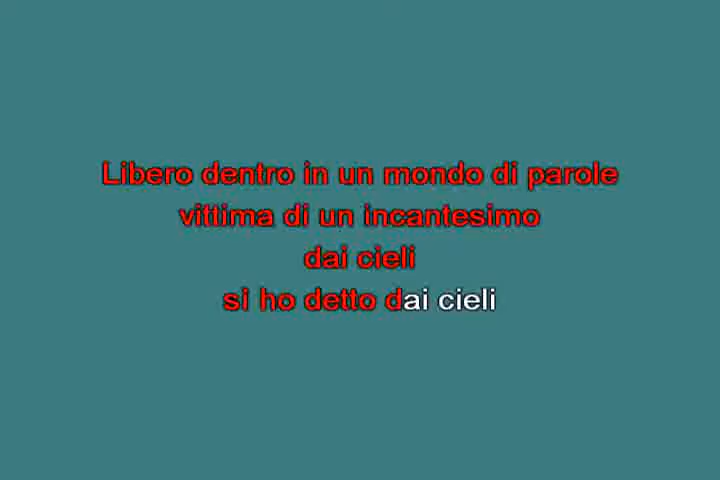 Libero dentro in un mondo di parole
vittima di un incantesimo
dai cieli
si ho detto dai cieli